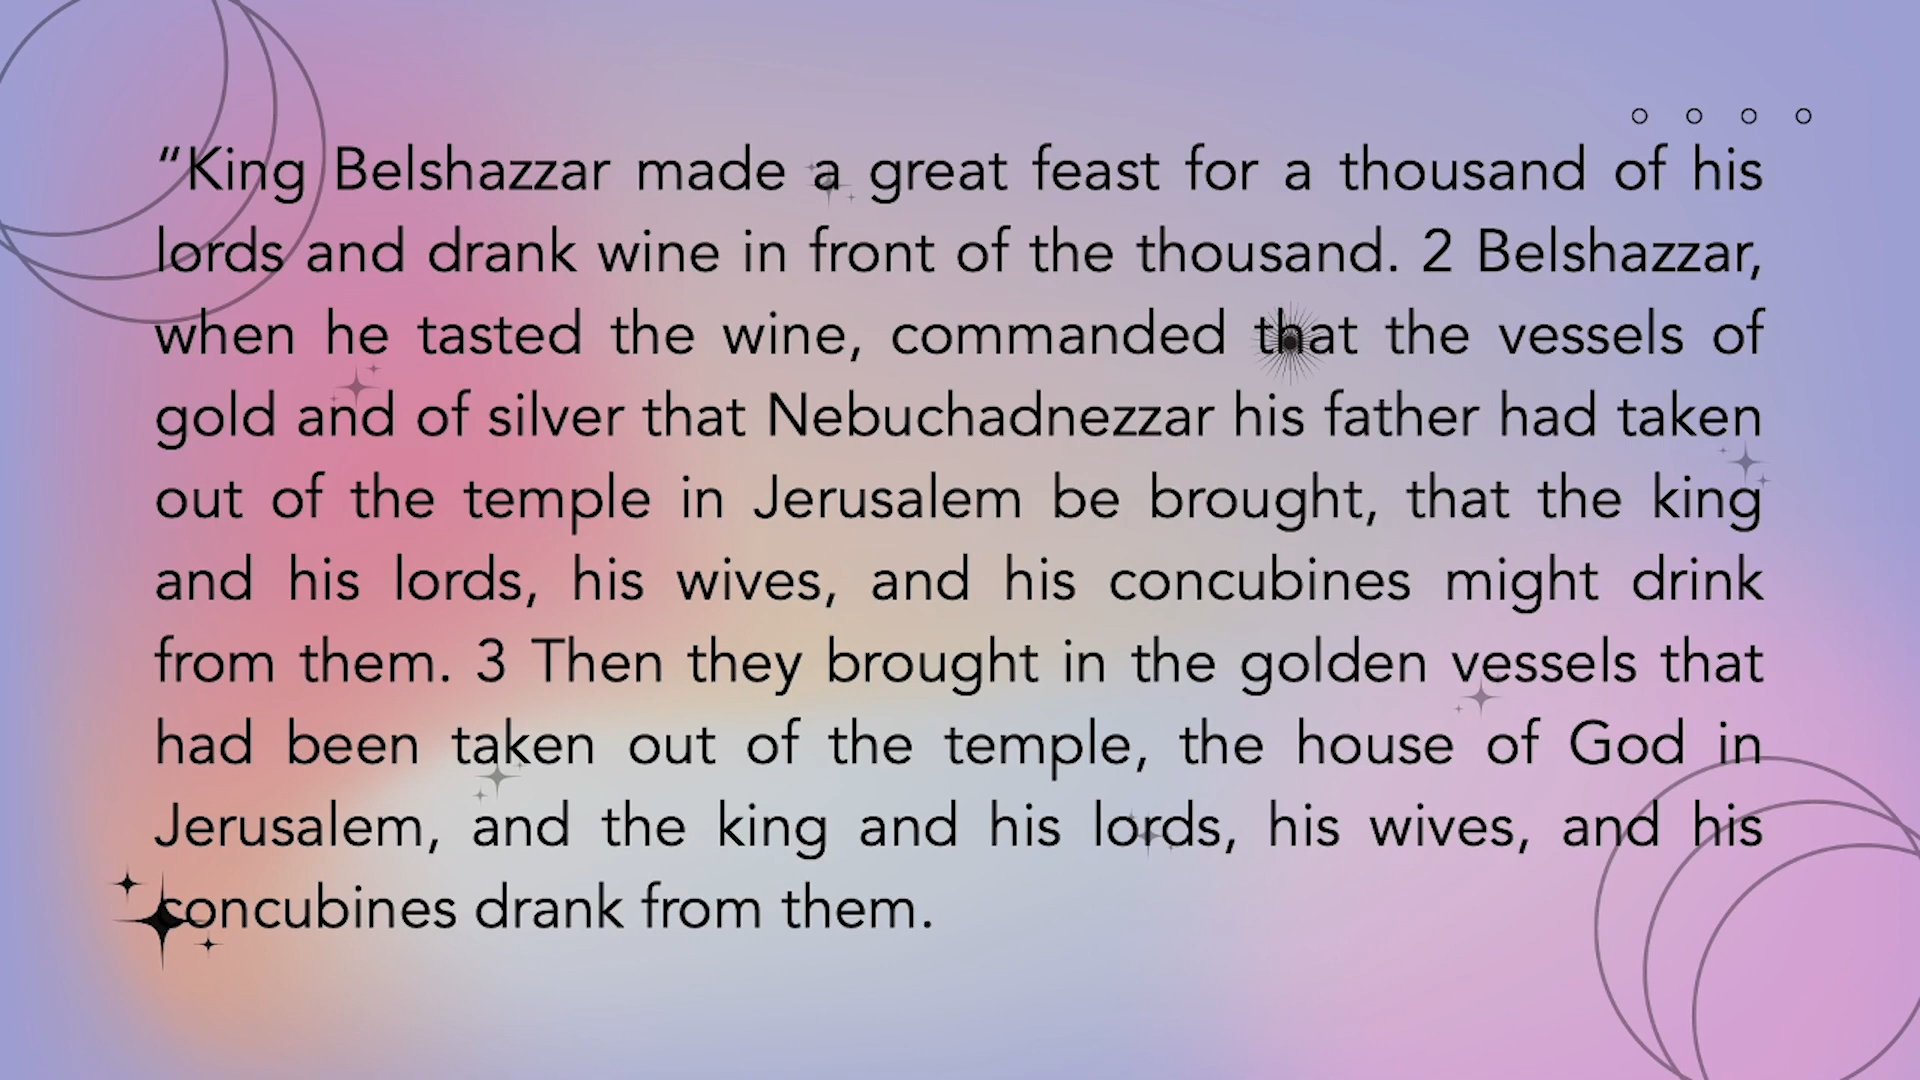 “King Belshazzar made a great feast for a thousand of his
lords and drank wine in front of the thousand. 2 Belshazzar,
when he tasted the wine, commanded that the vessels of
gold and of silver that Nebuchadnezzar his father had taken
out of the temple in Jerusalem be brought, that the king
and his lords, his wives, and his concubines might drink
from them. 3 Then they brought in the golden vessels that
had been taken out of the temple, the house of God in
Jerusalem, and the king and his lords, his wives, and his
concubines drank from them.